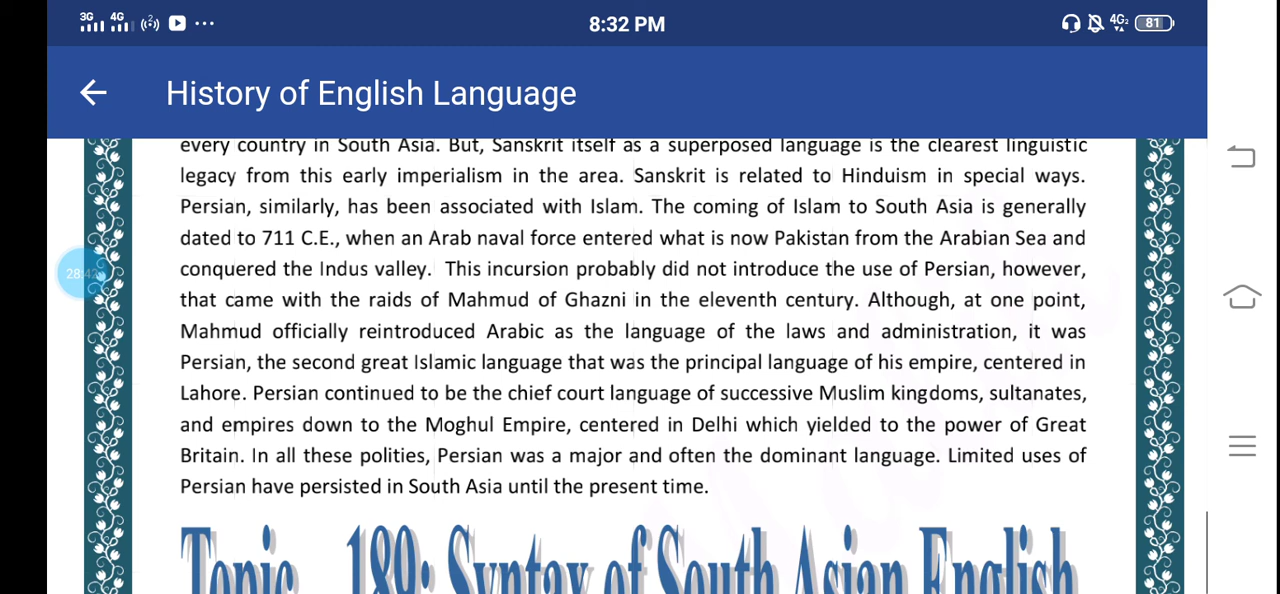 3G 4G 8:32 PM 4G2 81
History of English Language
every country in South Asia. But, Sanskrit itself as a superposed language is the clearest linguistic
legacy from this early imperialism in the area. Sanskrit is related to Hinduism in special ways.
Persian, similarly, has been associated with Islam. The coming of Islam to South Asia is generally
dated to 711 C.E., when an Arab naval force entered what is now Pakistan from the Arabian Sea and
28:42
conquered the Indus valley. This incursion probably did not introduce the use of Persian, however,
that came with the raids of Mahmud of Ghazni in the eleventh century. Although, at one point,
Mahmud officially reintroduced Arabic as the language of the laws and administration, it was
Persian, the second great Islamic language that was the principal language of his empire, centered in
Lahore. Persian continued to be the chief court language of successive Muslim kingdoms, sultanates,
and empires down to the Moghul Empire, centered in Delhi which yielded to the power of Great
Britain. In all these polities, Persian was a major and often the dominant language. Limited uses of
Persian have persisted in South Asia until the present time.
Topic 189: Syntax of South Asian English